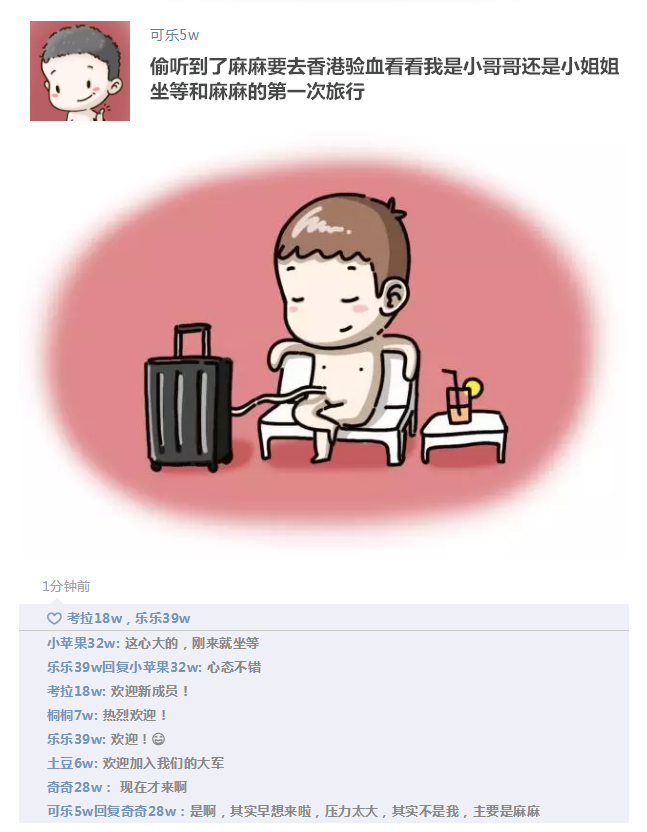 可乐5w
偷听到了麻麻要去香港验血看看我是小哥哥还是小姐姐
坐等和麻麻的第一次旅行
1分钟前
考拉18w，乐乐39w
小苹果32w: 这心大的，刚来就坐等
乐乐39w回复小苹果32w: 心态不错
考拉18w: 欢迎新成员！
桐桐7w: 热烈欢迎！
乐乐39w: 欢迎！😄
土豆6w: 欢迎加入我们的大军
奇奇28w： 现在才来啊
可乐5w回复奇奇28w：是啊，其实早想来啦，压力太大，其实不是我，主要是麻麻